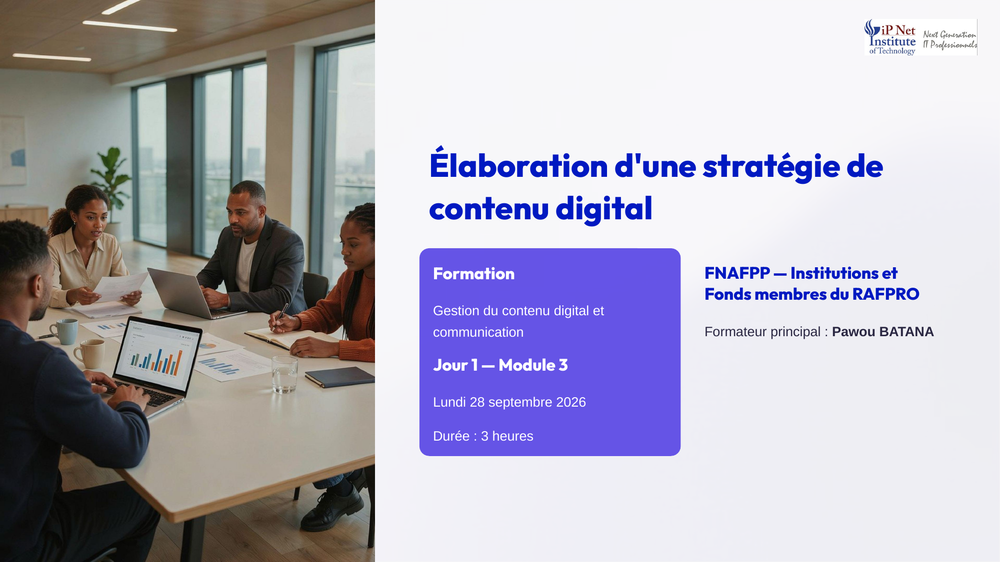 iP Net
Institute
of Technology
Next Generation
IT Professionnels
Élaboration d'une stratégie de
contenu digital
Formation
Gestion du contenu digital et
communication
Jour 1 — Module 3
Lundi 28 septembre 2026
Durée : 3 heures
FNAFPP — Institutions et
Fonds membres du RAFPRO
Formateur principal : Pawou BATANA